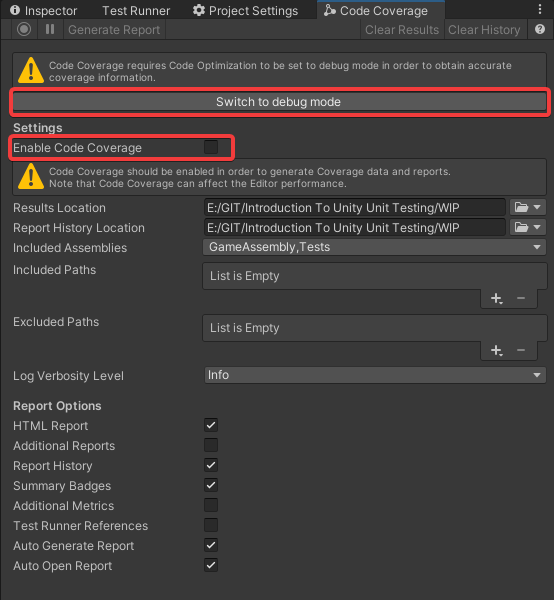 Inspector Test Runner Project Settings Code Coverage
Generate Report Clear Results Clear History
Code Coverage requires Code Optimization to be set to debug mode in order to obtain accurate
coverage information.
Switch to debug mode
Settings
Enable Code Coverage
Code Coverage should be enabled in order to generate Coverage data and reports.
Note that Code Coverage can affect the Editor performance.
Results Location E:/GIT/Introduction To Unity Unit Testing/WIP
Report History Location E:/GIT/Introduction To Unity Unit Testing/WIP
Included Assemblies GameAssembly,Tests
Included Paths List is Empty
Excluded Paths List is Empty
Log Verbosity Level Info
Report Options
HTML Report
Additional Reports
Report History
Summary Badges
Additional Metrics
Test Runner References
Auto Generate Report
Auto Open Report